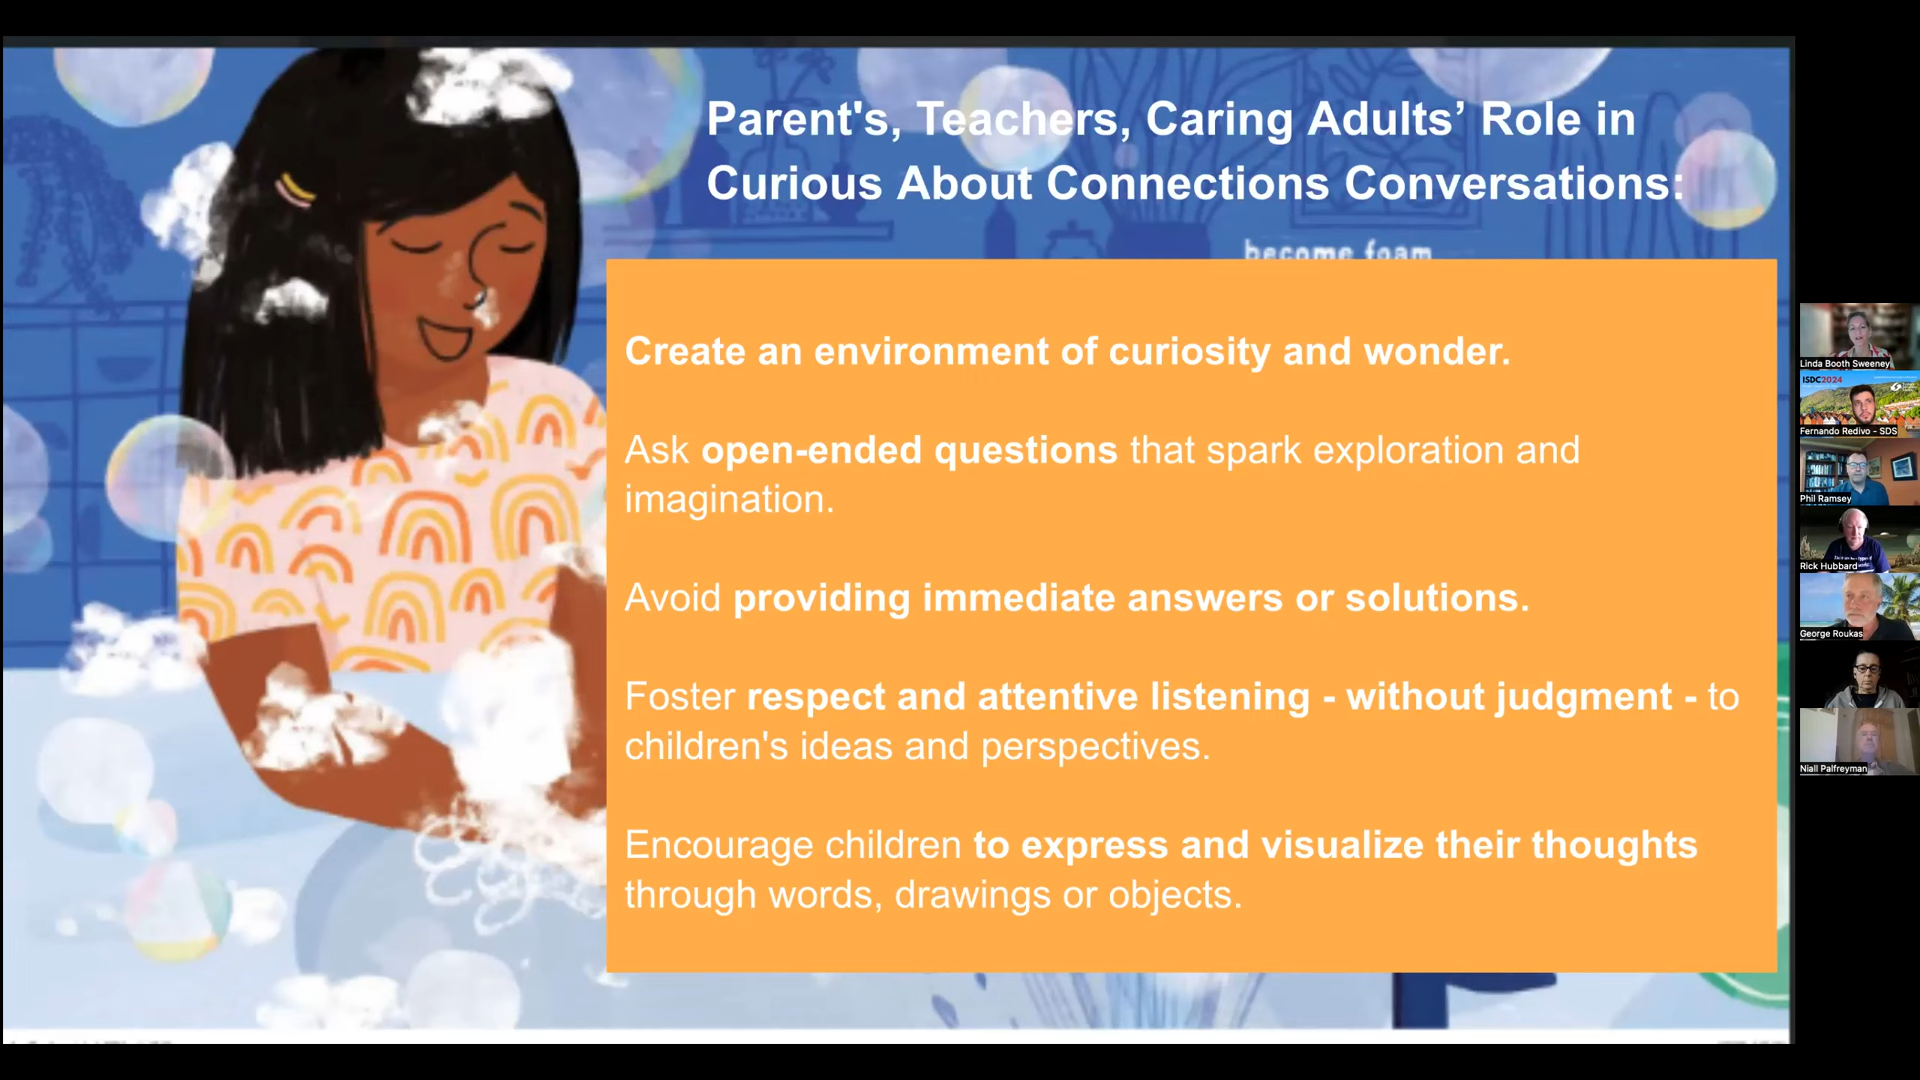 Parent's, Teachers, Caring Adults’ Role in
Curious About Connections Conversations:
become foam
Create an environment of curiosity and wonder.
Ask open-ended questions that spark exploration and
imagination.
Avoid providing immediate answers or solutions.
Foster respect and attentive listening - without judgment - to
children's ideas and perspectives.
Encourage children to express and visualize their thoughts
through words, drawings or objects.
Linda Booth Sweeney
ISDC2024
Fernando Redivo - SDS
Phil Ramsey
Rick Hubbard
George Roukas
Niall Palfreyman